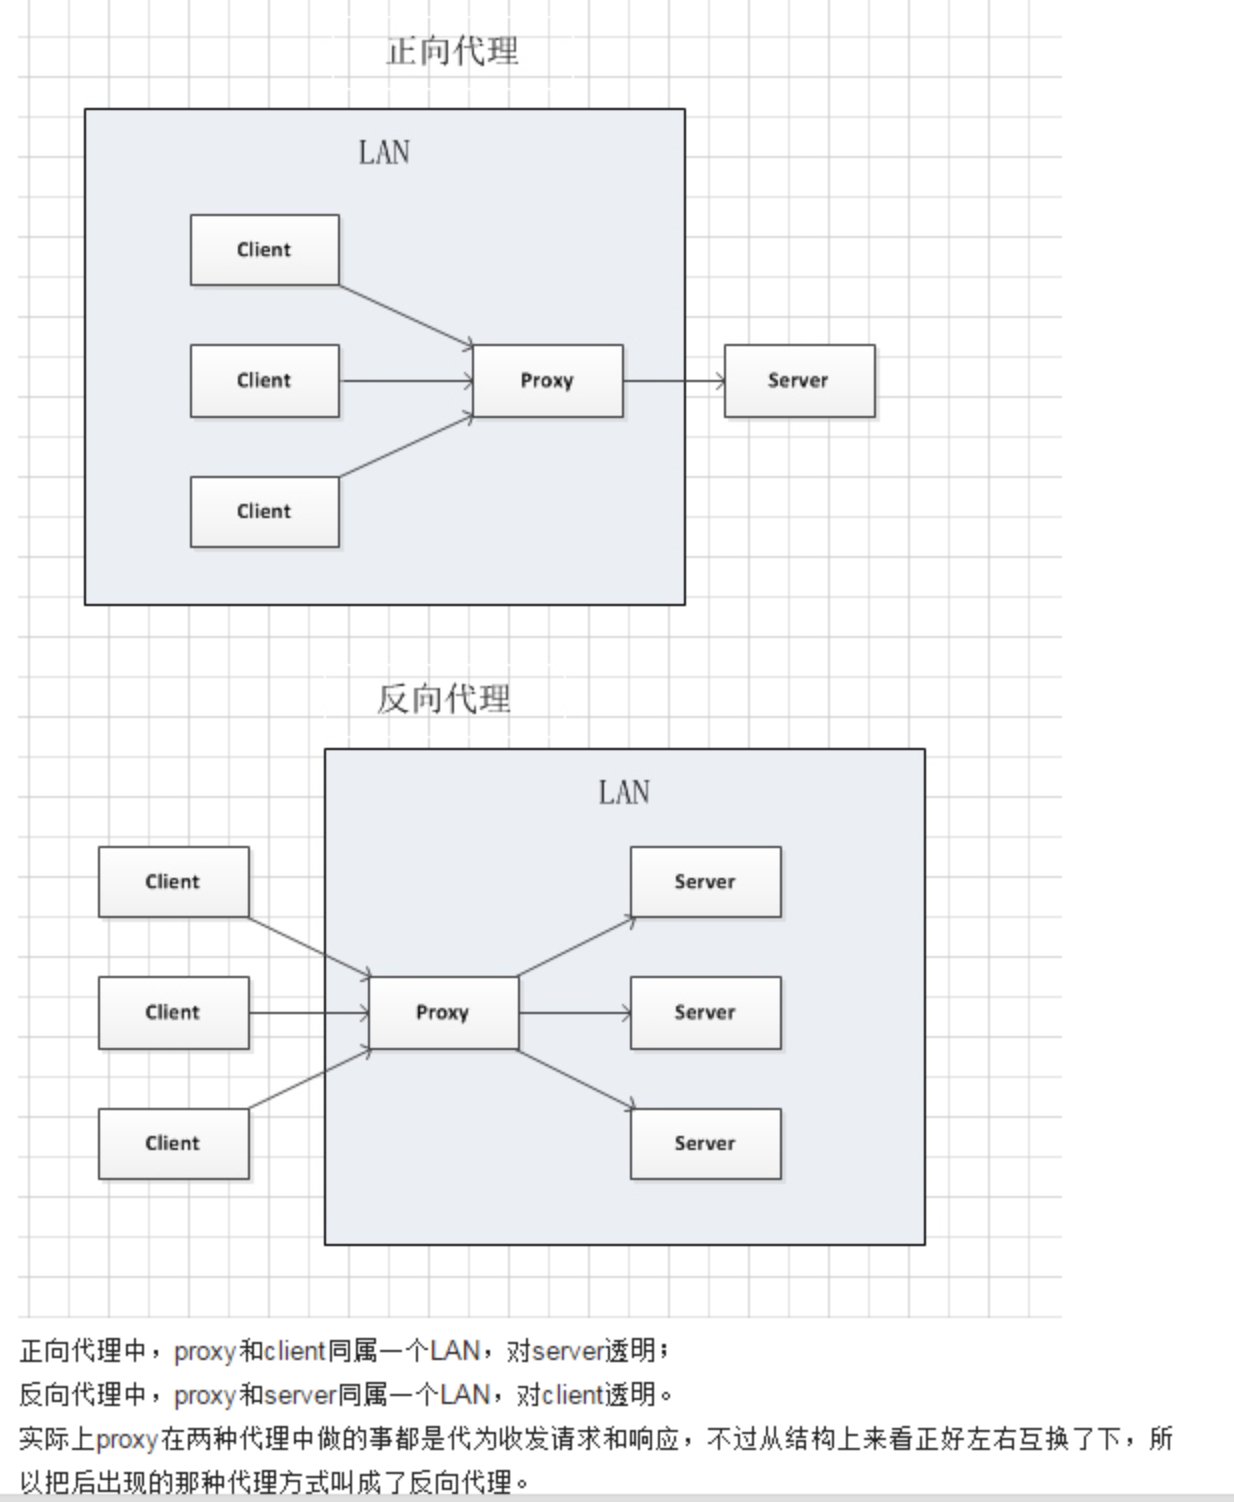 正向代理
LAN
Client
Client
Proxy
Server
Client
反向代理
LAN
Client
Server
Client
Proxy
Server
Client
Server
正向代理中，proxy和client同属一个LAN，对server透明；
反向代理中，proxy和server同属一个LAN，对client透明。
实际上proxy在两种代理中做的事都是代为收发请求和响应，不过从结构上来看正好左右互换了下，所
以把后出现的那种代理方式叫成了反向代理。